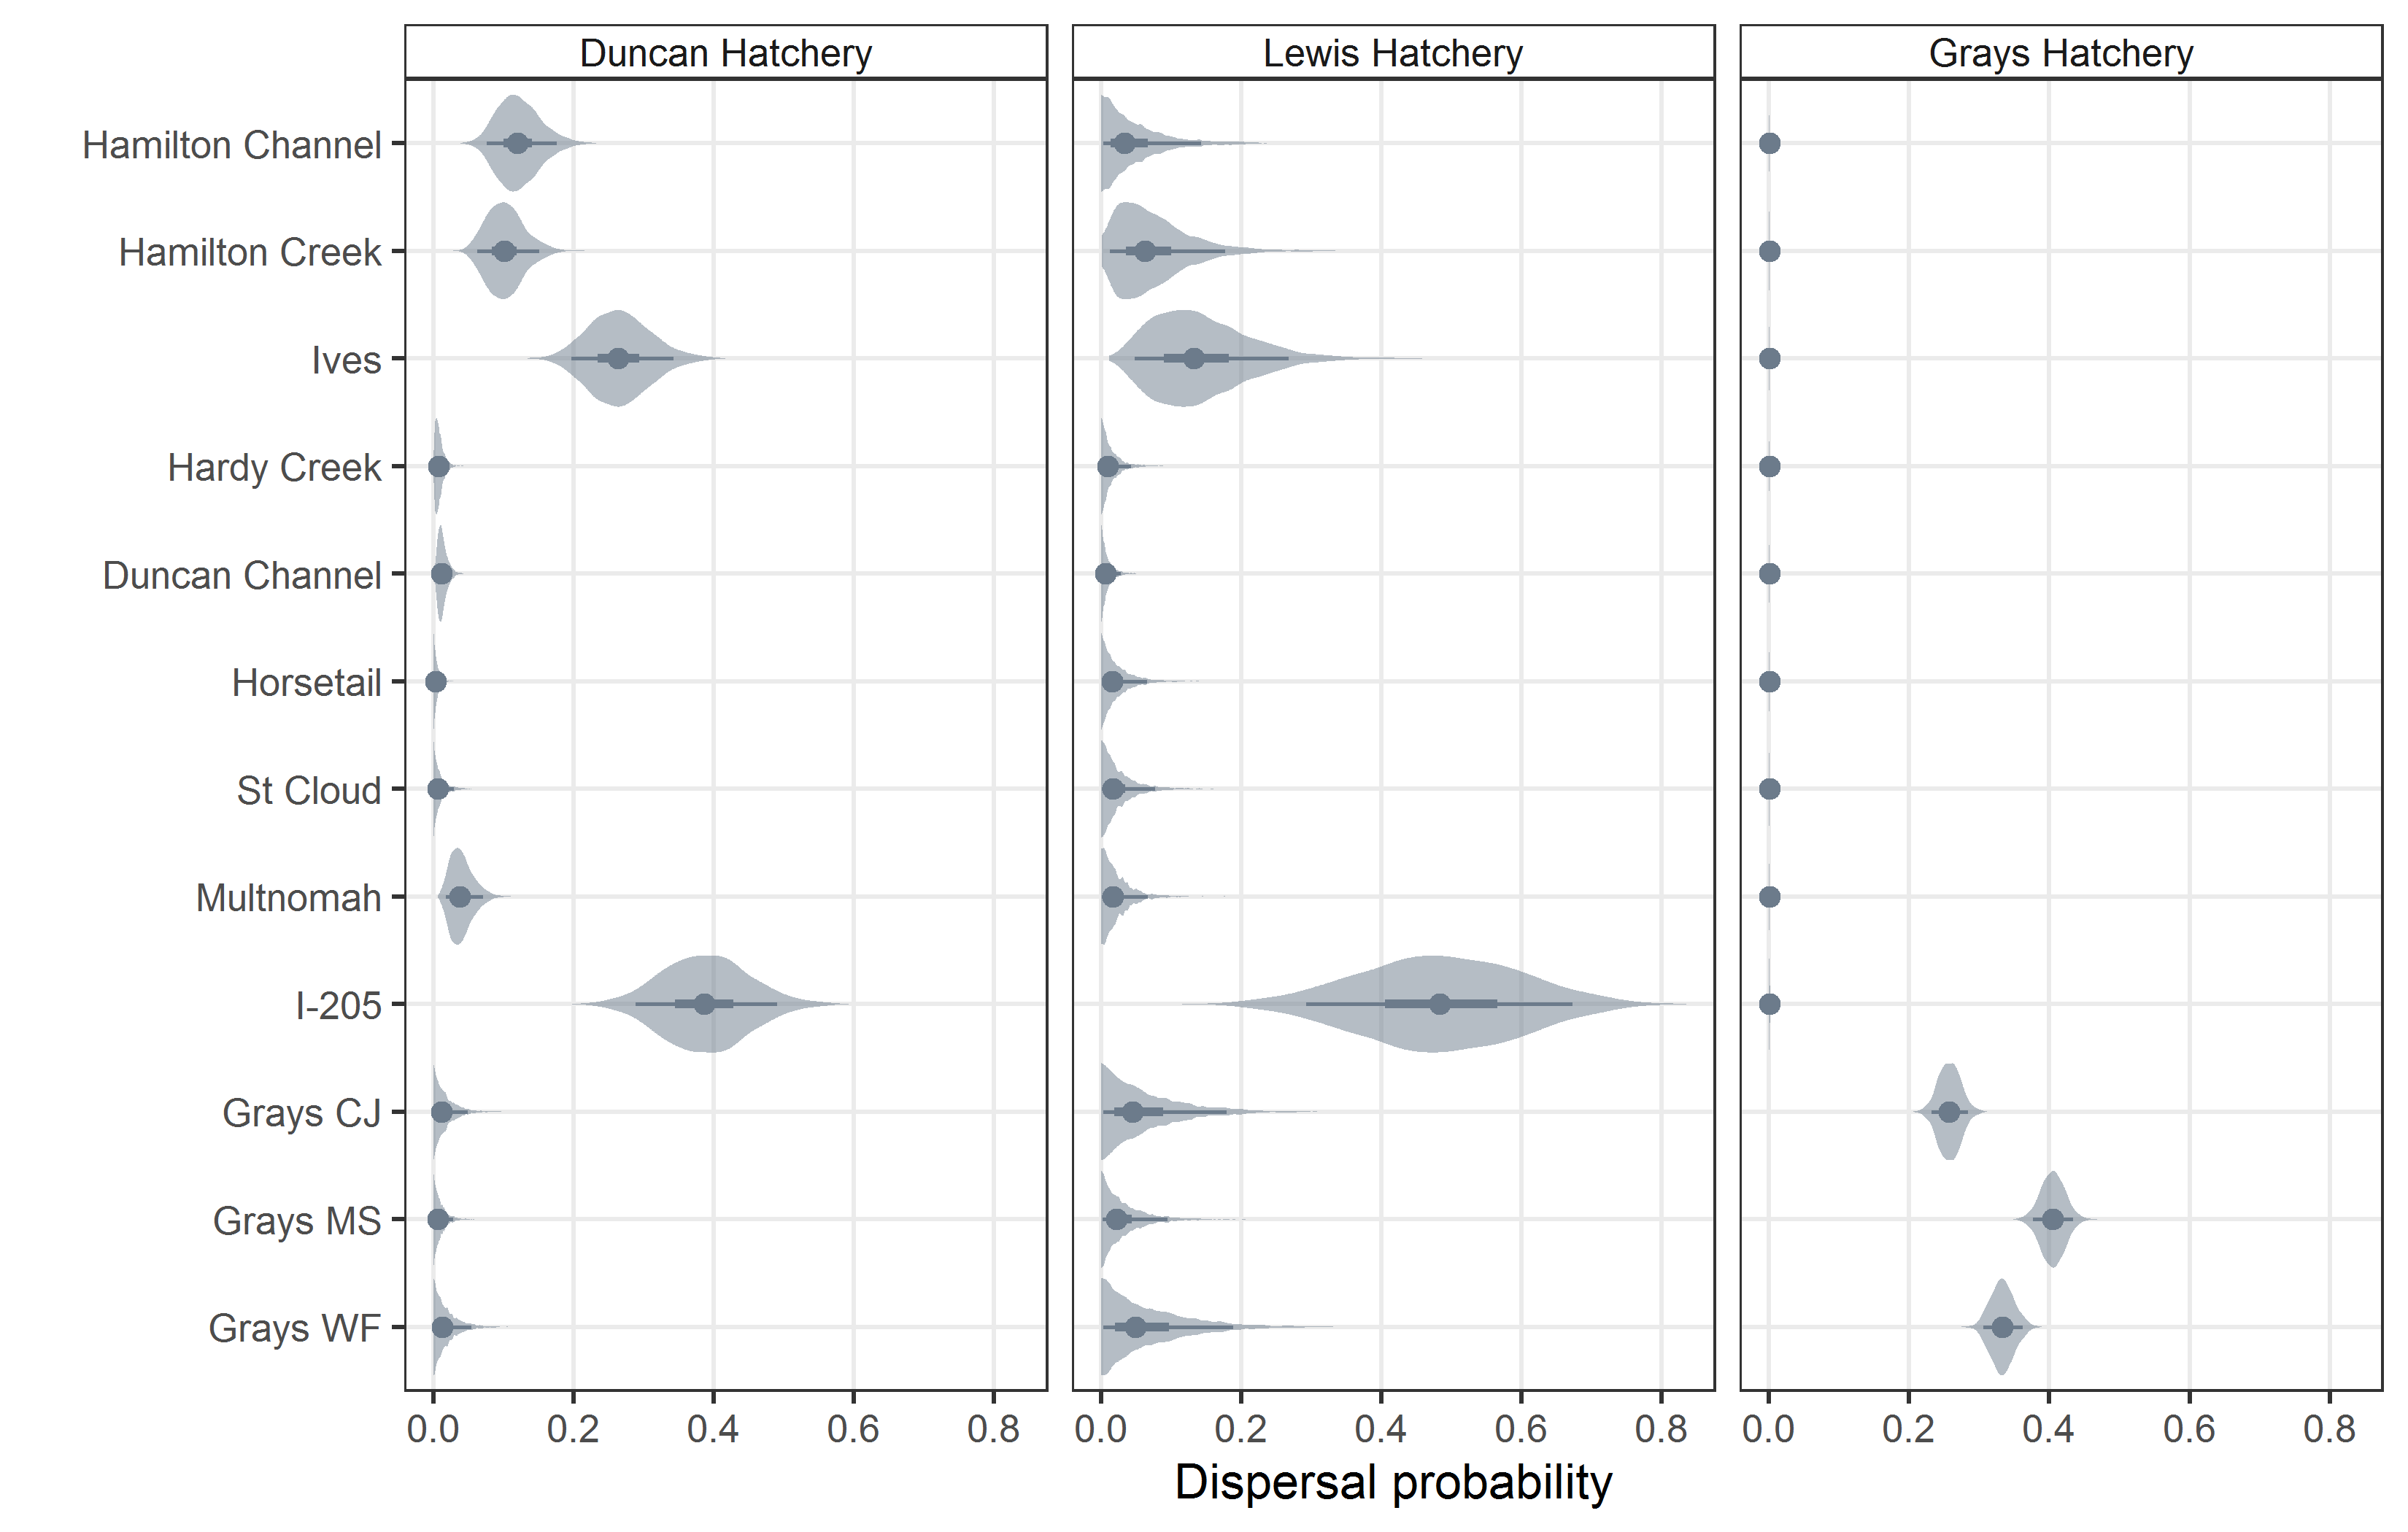 Duncan Hatchery Lewis Hatchery Grays Hatchery
Hamilton Channel
Hamilton Creek
Ives
Hardy Creek
Duncan Channel
Horsetail
St Cloud
Multnomah
I-205
Grays CJ
Grays MS
Grays WF
0.0 0.2 0.4 0.6 0.8 0.0 0.2 0.4 0.6 0.8 0.0 0.2 0.4 0.6 0.8
Dispersal probability